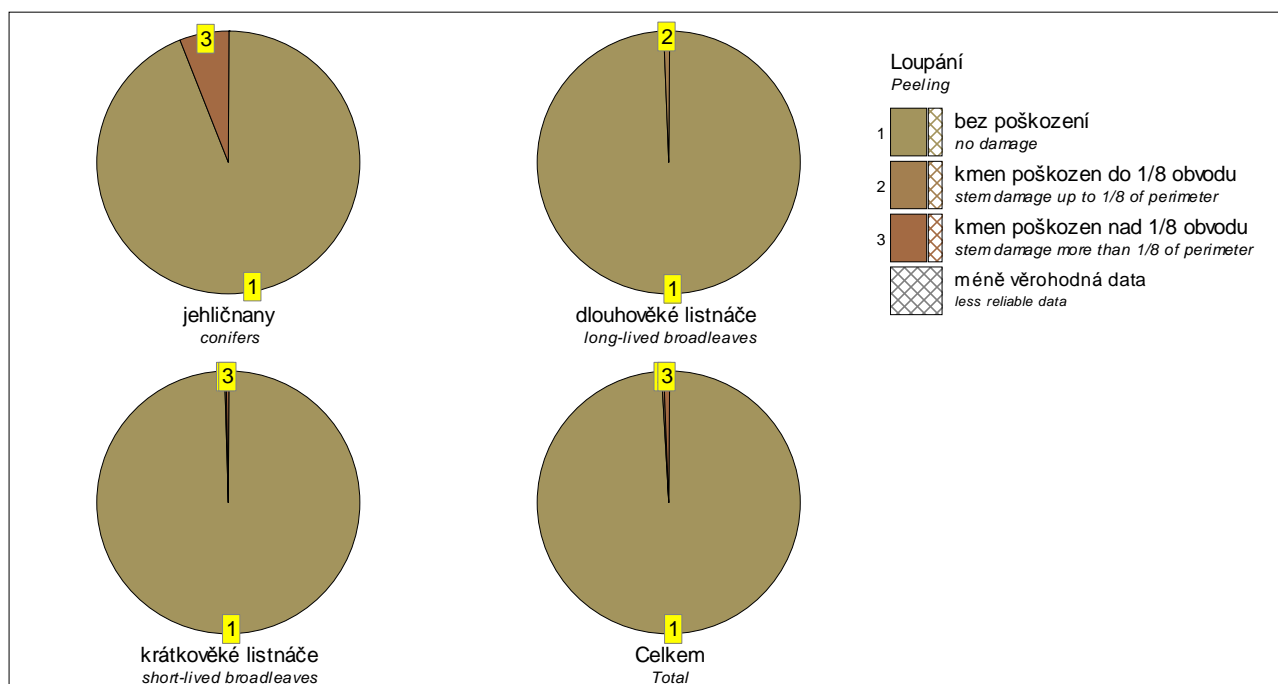 3
1
jehličnany
conifers
2
1
dlouhověké listnáče
long-lived broadleaves
3
1
krátkověké listnáče
short-lived broadleaves
3
1
Celkem
Total
Loupání
Peeling
1 bez poškození
no damage
2 kmen poškozen do 1/8 obvodu
stem damage up to 1/8 of perimeter
3 kmen poškozen nad 1/8 obvodu
stem damage more than 1/8 of perimeter
méně věrohodná data
less reliable data